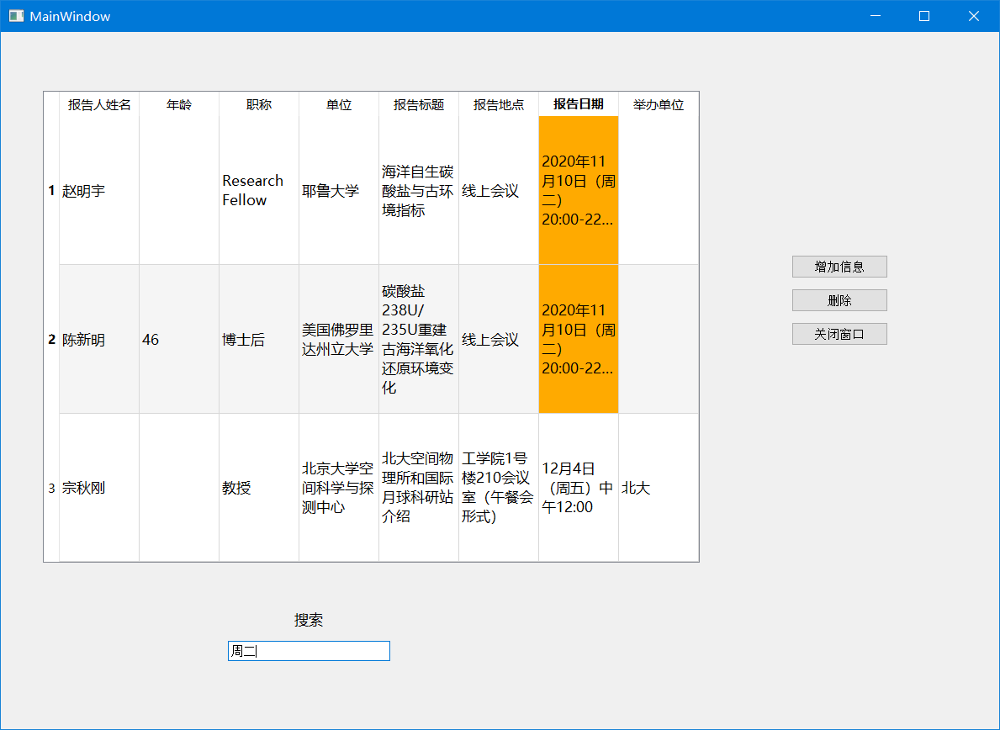 MainWindow
报告人姓名 年龄 职称 单位 报告标题 报告地点 报告日期 举办单位
1
赵明宇
Research
Fellow
耶鲁大学
海洋自生碳
酸盐与古环
境指标
线上会议
2020年11
月10日（周
二）
20:00-22...
2
陈新明
46
博士后
美国佛罗里
达州立大学
碳酸盐
238U/
235U重建
古海洋氧化
还原环境变
化
线上会议
2020年11
月10日（周
二）
20:00-22...
3
宗秋刚
教授
北京大学空
间科学与探
测中心
北大空间物
理所和国际
月球科研站
介绍
工学院1号
楼210会议
室（午餐会
形式）
12月4日
（周五）中
午12:00
北大
增加信息
删除
关闭窗口
搜索
周二